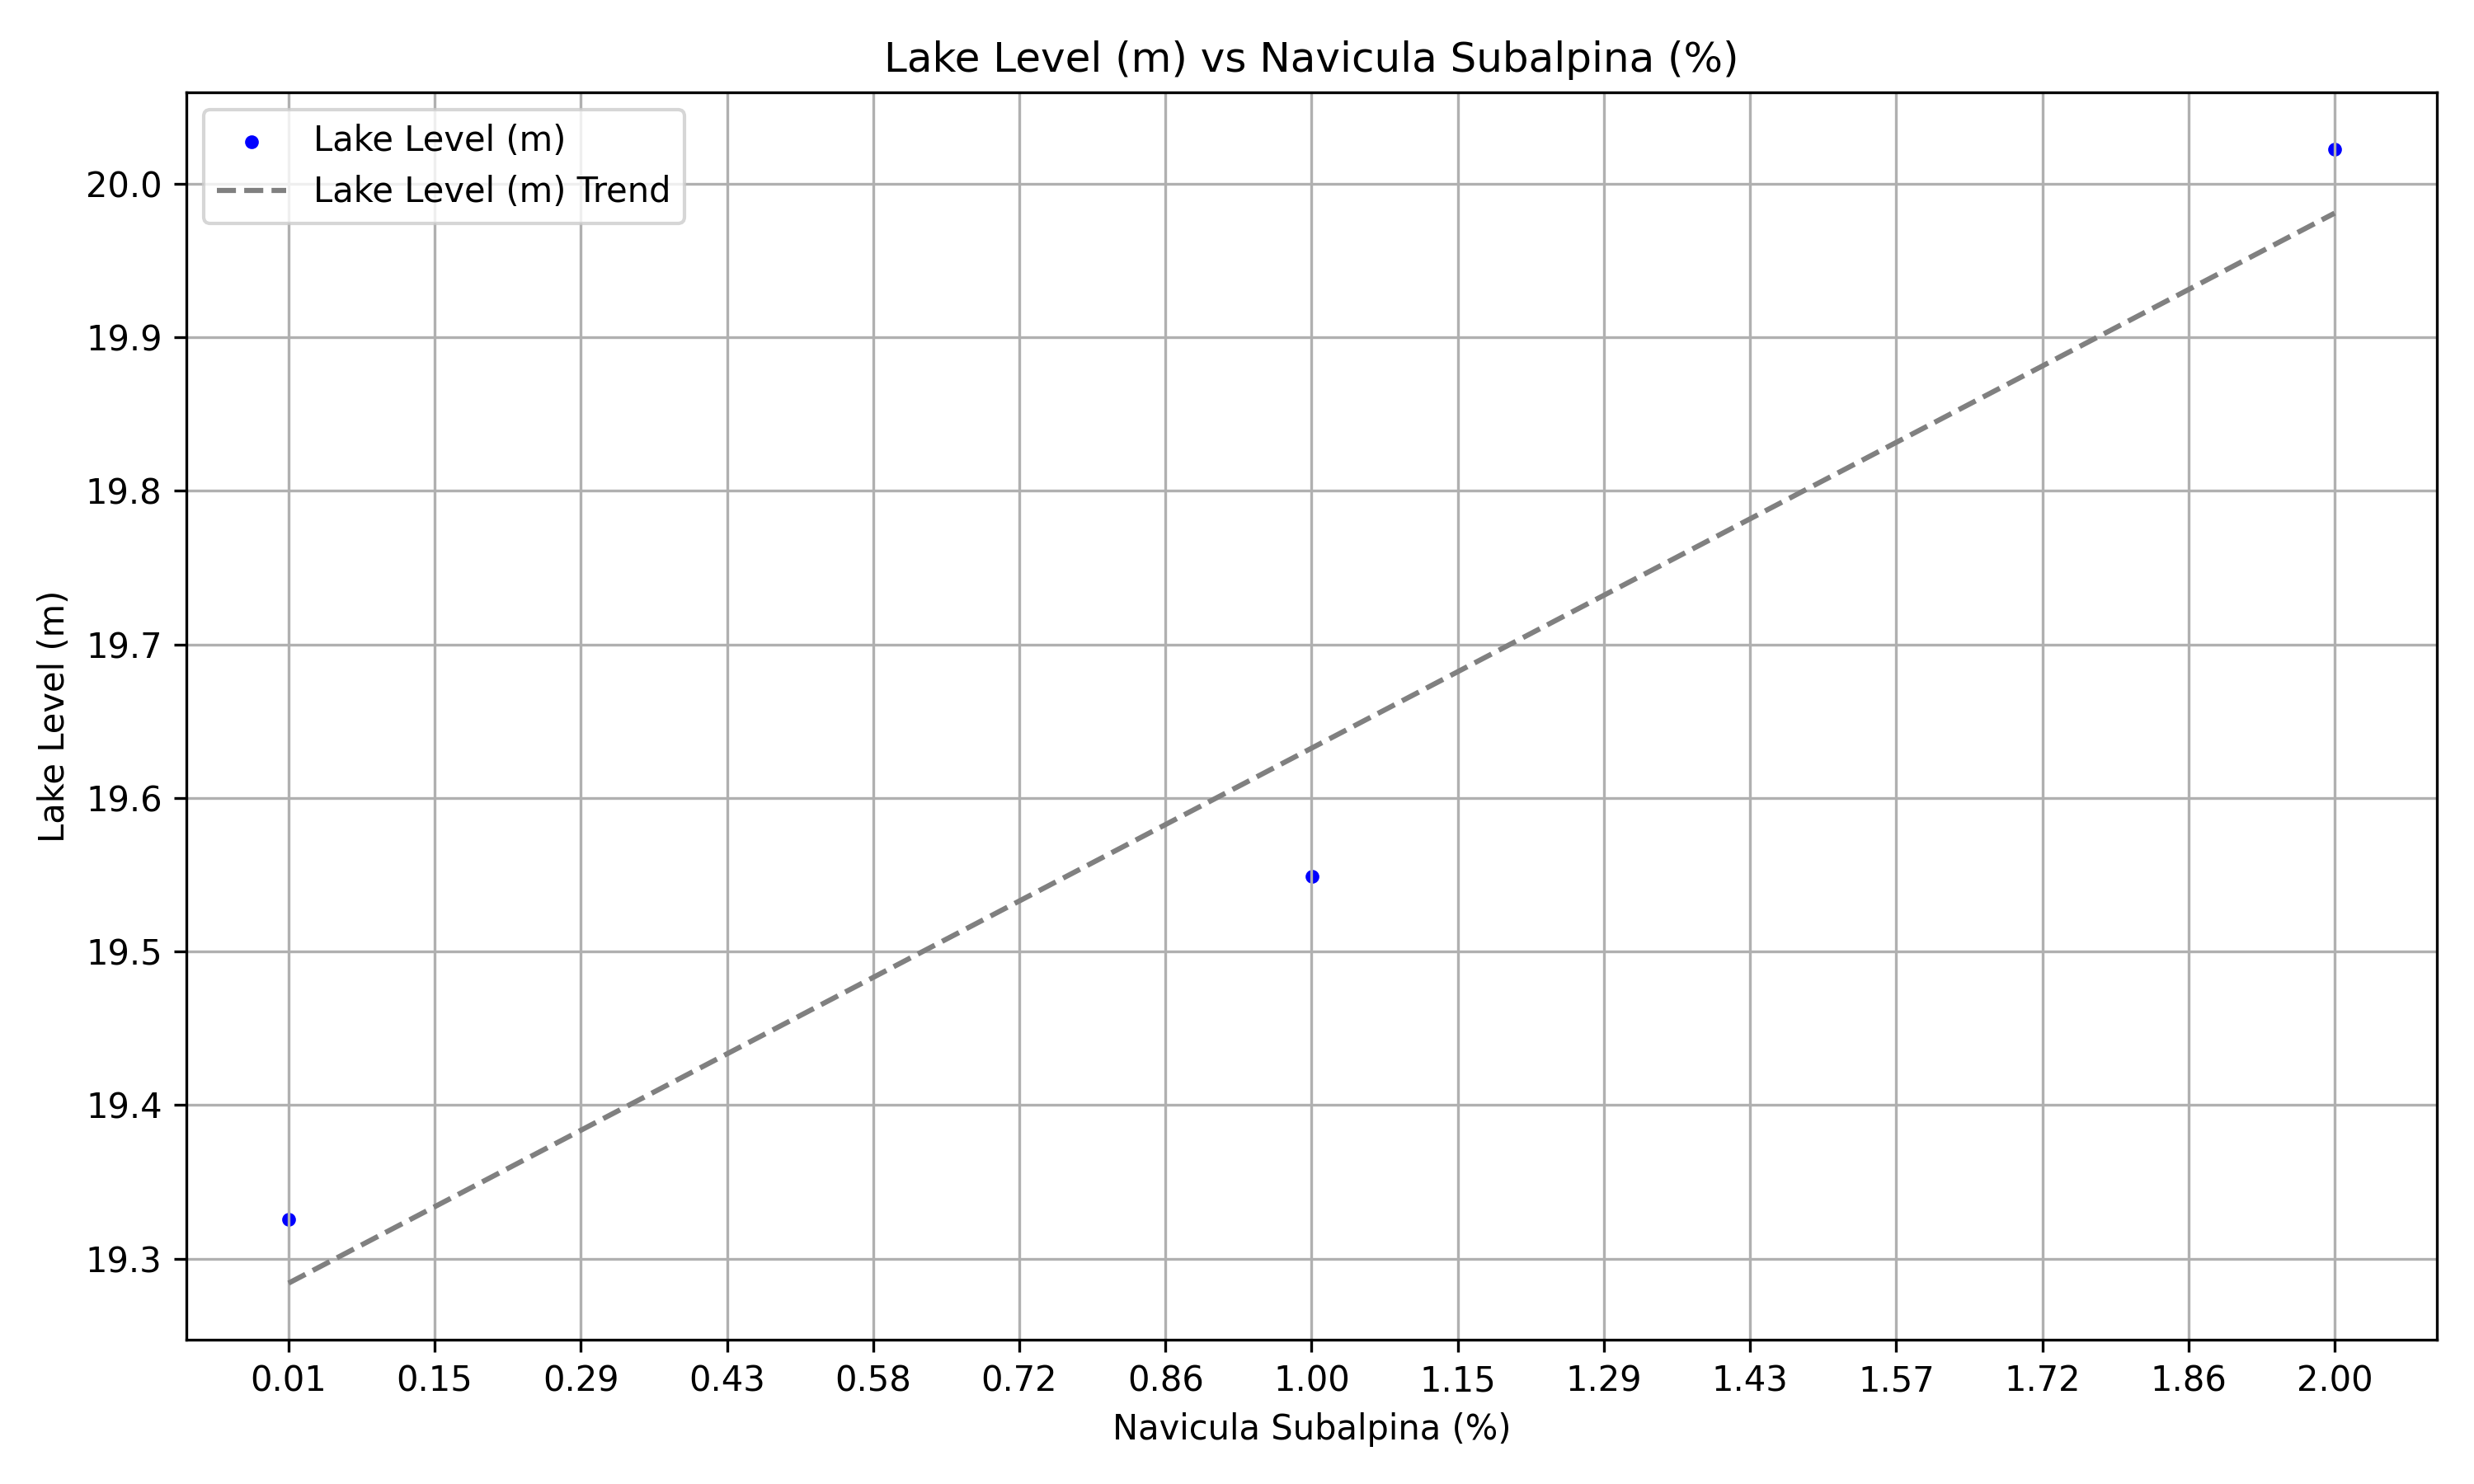 Lake Level (m) vs Navicula Subalpina (%)
Lake Level (m)
Lake Level (m) Trend
20.0
19.9
19.8
19.7
19.6
19.5
19.4
19.3
Lake Level (m)
0.01 0.15 0.29 0.43 0.58 0.72 0.86 1.00 1.15 1.29 1.43 1.57 1.72 1.86 2.00
Navicula Subalpina (%)